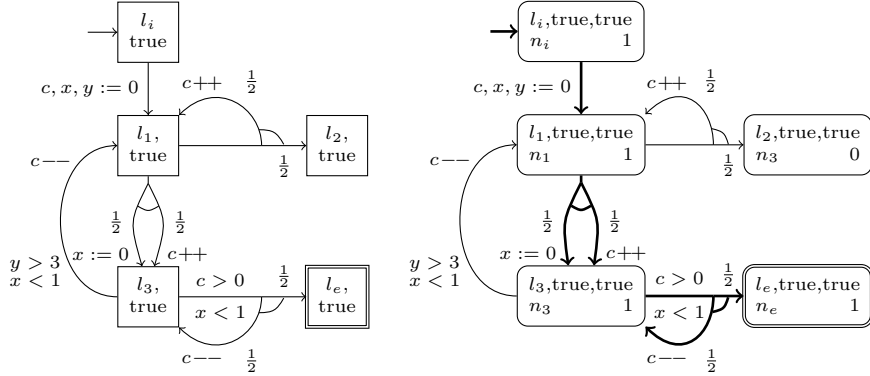 l_i
true
c, x, y := 0
c++ 1/2
l_1,
true
l_2,
true
1/2
c−−
1/2 1/2
x := 0
c++
y > 3
x < 1
l_3,
true
c > 0
1/2
x < 1
l_e,
true
c−− 1/2
l_i,true,true
n_i 1
c, x, y := 0
c++ 1/2
l_1,true,true
n_1 1
l_2,true,true
n_3 0
1/2
c−−
1/2 1/2
x := 0
c++
y > 3
x < 1
l_3,true,true
n_3 1
c > 0
1/2
x < 1
l_e,true,true
n_e 1
c−− 1/2